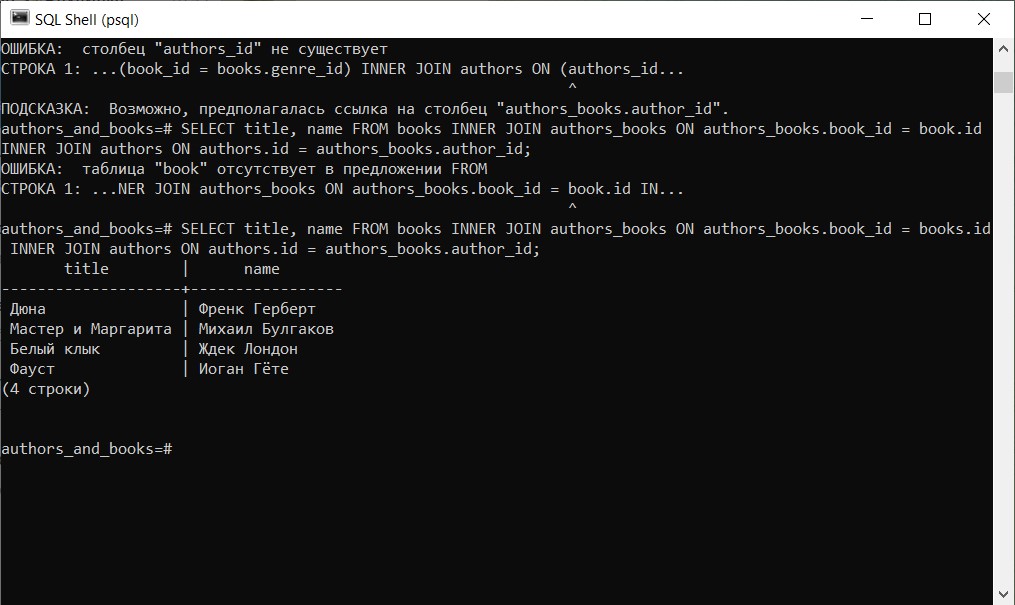 SQL Shell (psql)
ОШИБКА:  столбец "authors_id" не существует
СТРОКА 1: ...(book_id = books.genre_id) INNER JOIN authors ON (authors_id...
^
ПОДСКАЗКА:  Возможно, предполагалась ссылка на столбец "authors_books.author_id".
authors_and_books=# SELECT title, name FROM books INNER JOIN authors_books ON authors_books.book_id = book.id
INNER JOIN authors ON authors.id = authors_books.author_id;
ОШИБКА:  таблица "book" отсутствует в предложении FROM
СТРОКА 1: ...NER JOIN authors_books ON authors_books.book_id = book.id IN...
^
authors_and_books=# SELECT title, name FROM books INNER JOIN authors_books ON authors_books.book_id = books.id
INNER JOIN authors ON authors.id = authors_books.author_id;
title        |      name
--------------------+-----------------
Дюна               | Френк Герберт
Мастер и Маргарита | Михаил Булгаков
Белый клык         | Ждек Лондон
Фауст              | Иоган Гёте
(4 строки)
authors_and_books=#